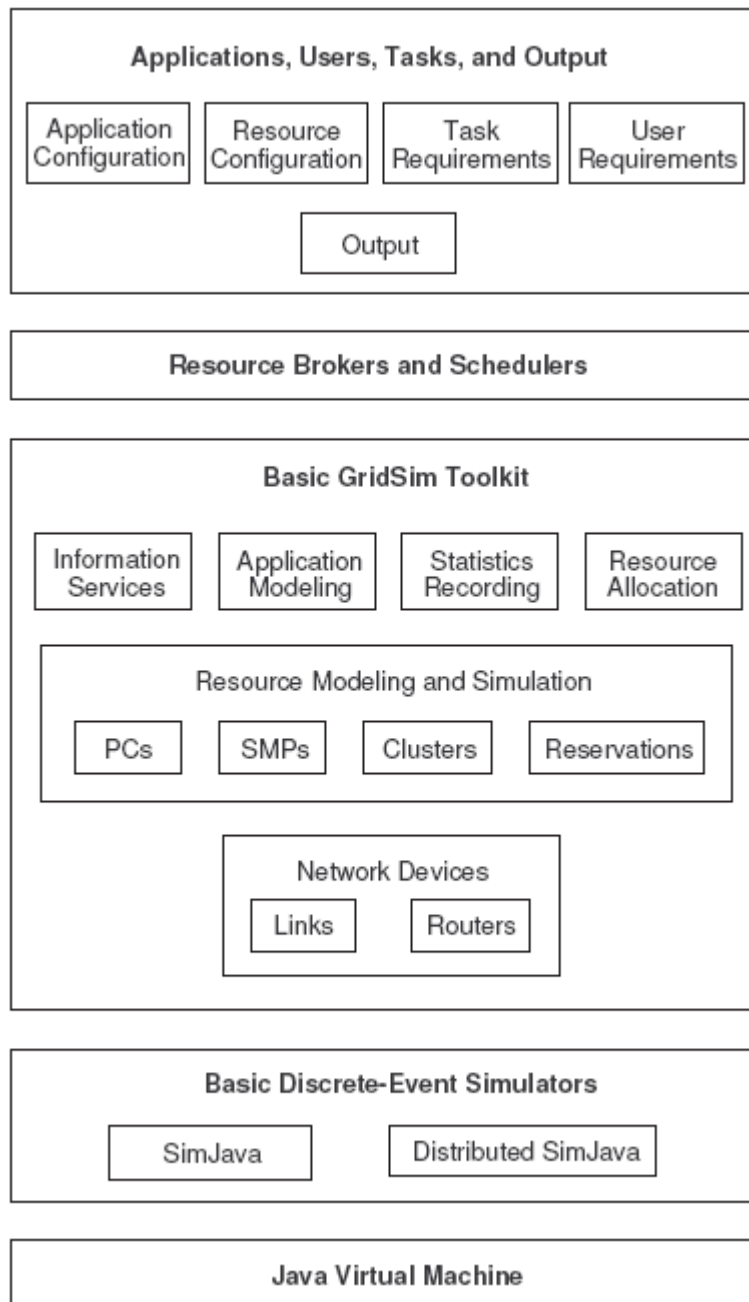 Applications, Users, Tasks, and Output
Application Resource Task User
Configuration Configuration Requirements Requirements
Output
Resource Brokers and Schedulers
Basic GridSim Toolkit
Information Application Statistics Resource
Services Modeling Recording Allocation
Resource Modeling and Simulation
PCs SMPs Clusters Reservations
Network Devices
Links Routers
Basic Discrete-Event Simulators
SimJava Distributed SimJava
Java Virtual Machine